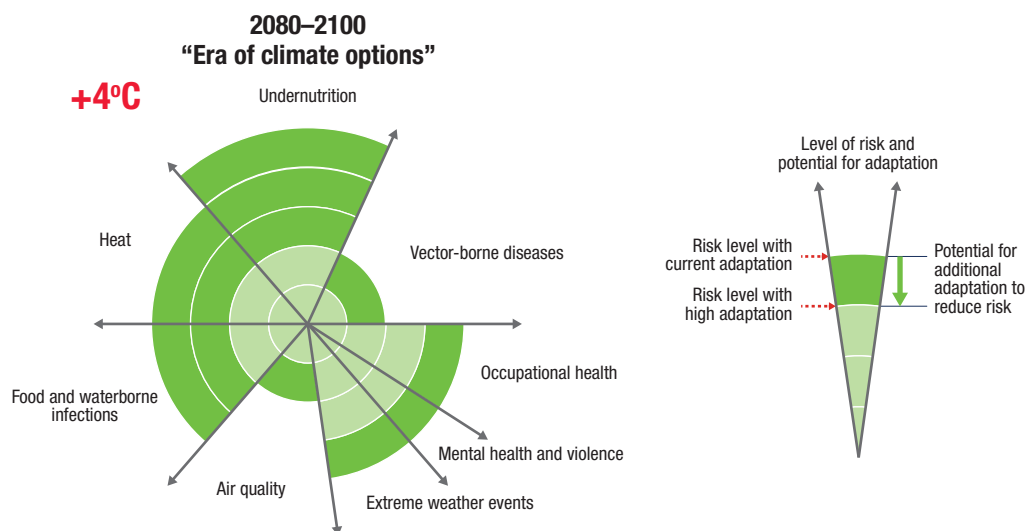 2080–2100
“Era of climate options”
+4ºC
Undernutrition
Heat
Vector-borne diseases
Occupational health
Mental health and violence
Extreme weather events
Air quality
Food and waterborne
infections
Level of risk and
potential for adaptation
Risk level with
current adaptation
Risk level with
high adaptation
Potential for
additional
adaptation to
reduce risk